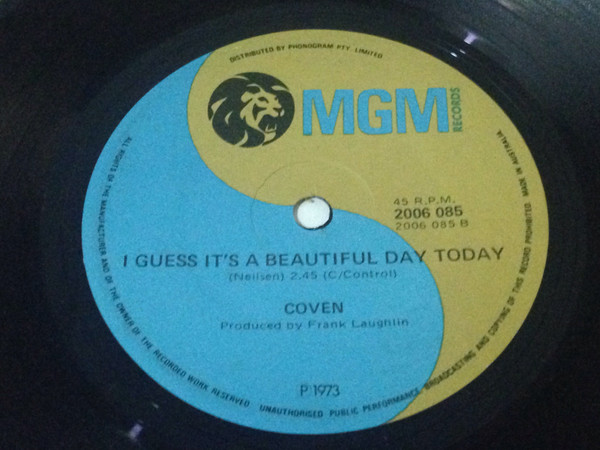 DISTRIBUTED BY PHONOGRAM PTY. LIMITED
MGM
RECORDS
45 R.P.M.
2006 085
2006 085 B
I GUESS IT'S A BEAUTIFUL DAY TODAY
(Neilsen) 2.45 (C/Control)
COVEN
Produced by Frank Laughlin
P 1973
ALL RIGHTS OF THE MANUFACTURER AND OF THE OWNER OF THE RECORDED WORK RESERVED UNAUTHORISED PUBLIC PERFORMANCE, BROADCASTING AND COPYING OF THIS RECORD PROHIBITED. MADE IN AUSTRALIA.